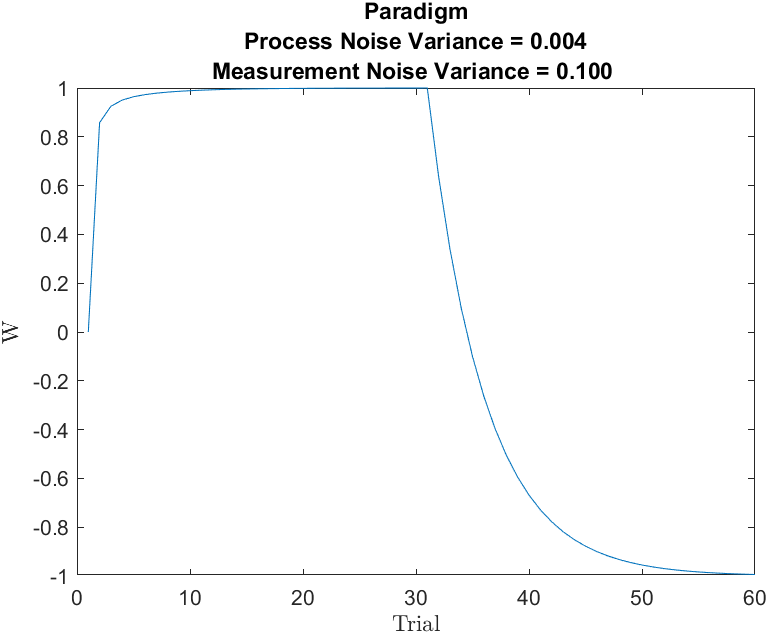 Paradigm
Process Noise Variance = 0.004
Measurement Noise Variance = 0.100
1
0.8
0.6
0.4
0.2
0
-0.2
-0.4
-0.6
-0.8
-1
W
0 10 20 30 40 50 60
Trial